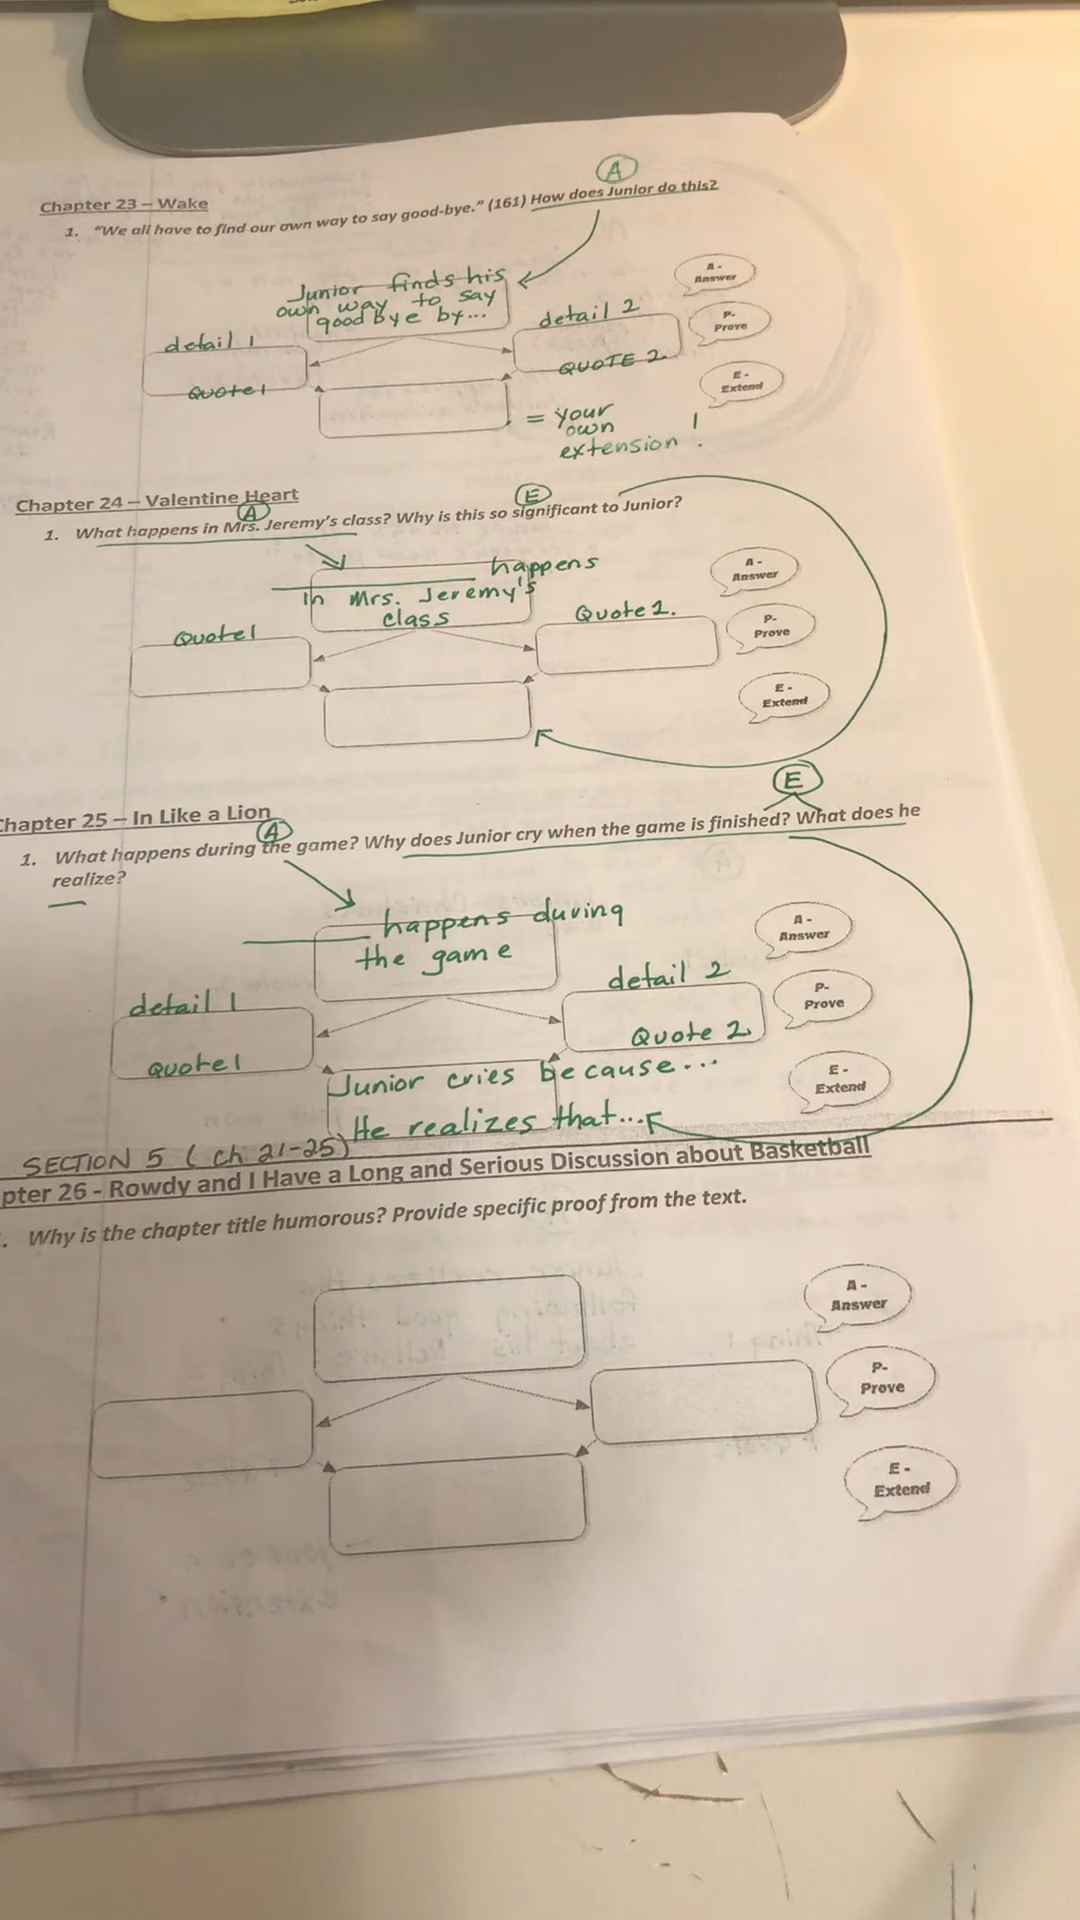 A
Chapter 23 – Wake
1. "We all have to find our own way to say good-bye." (161) How does Junior do this?
Junior finds his
own way to say
goodbye by...
detail 1
Quote 1
detail 2
QUOTE 2.
= your
own
extension!
A -
Answer
P-
Prove
E -
Extend
Chapter 24 – Valentine Heart
A
E
1. What happens in Mrs. Jeremy's class? Why is this so significant to Junior?
happens
in Mrs. Jeremy's
class
Quote 1
Quote 2.
A -
Answer
P-
Prove
E -
Extend
E
Chapter 25 – In Like a Lion
A
1. What happens during the game? Why does Junior cry when the game is finished? What does he
realize?
happens during
the game
detail 1
Quote 1
detail 2
Quote 2.
Junior cries because...
He realizes that...
A -
Answer
P-
Prove
E -
Extend
SECTION 5 (ch 21-25)
pter 26 - Rowdy and I Have a Long and Serious Discussion about Basketball
. Why is the chapter title humorous? Provide specific proof from the text.
A -
Answer
P-
Prove
E -
Extend